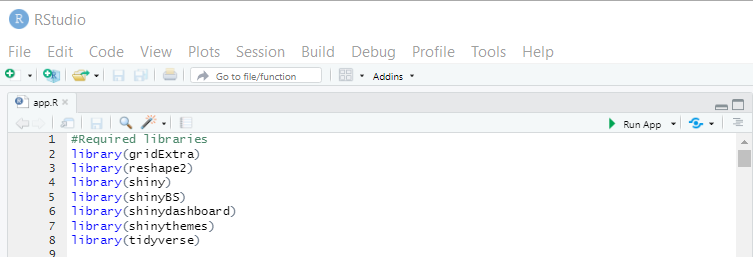 R RStudio
File Edit Code View Plots Session Build Debug Profile Tools Help
Go to file/function Addins
app.R
Run App
1 #Required libraries
2 library(gridExtra)
3 library(reshape2)
4 library(shiny)
5 library(shinyBS)
6 library(shinydashboard)
7 library(shinythemes)
8 library(tidyverse)
9